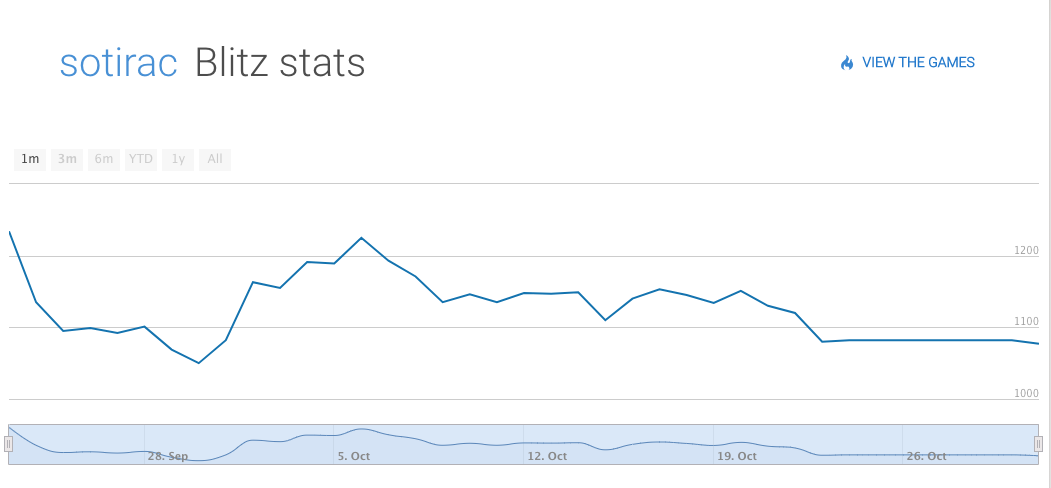 sotirac Blitz stats
VIEW THE GAMES
1m 3m 6m YTD 1y All
1200
1100
1000
28. Sep 5. Oct 12. Oct 19. Oct 26. Oct